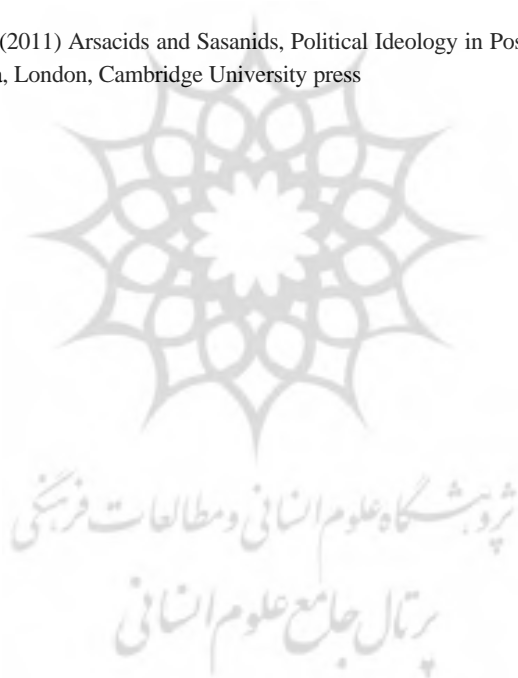 (2011) Arsacids and Sasanids, Political Ideology in Pos
, London, Cambridge University press
پژوهشگاه علوم انسانی و مطالعات فرهنگی
پرتال جامع علوم انسانی